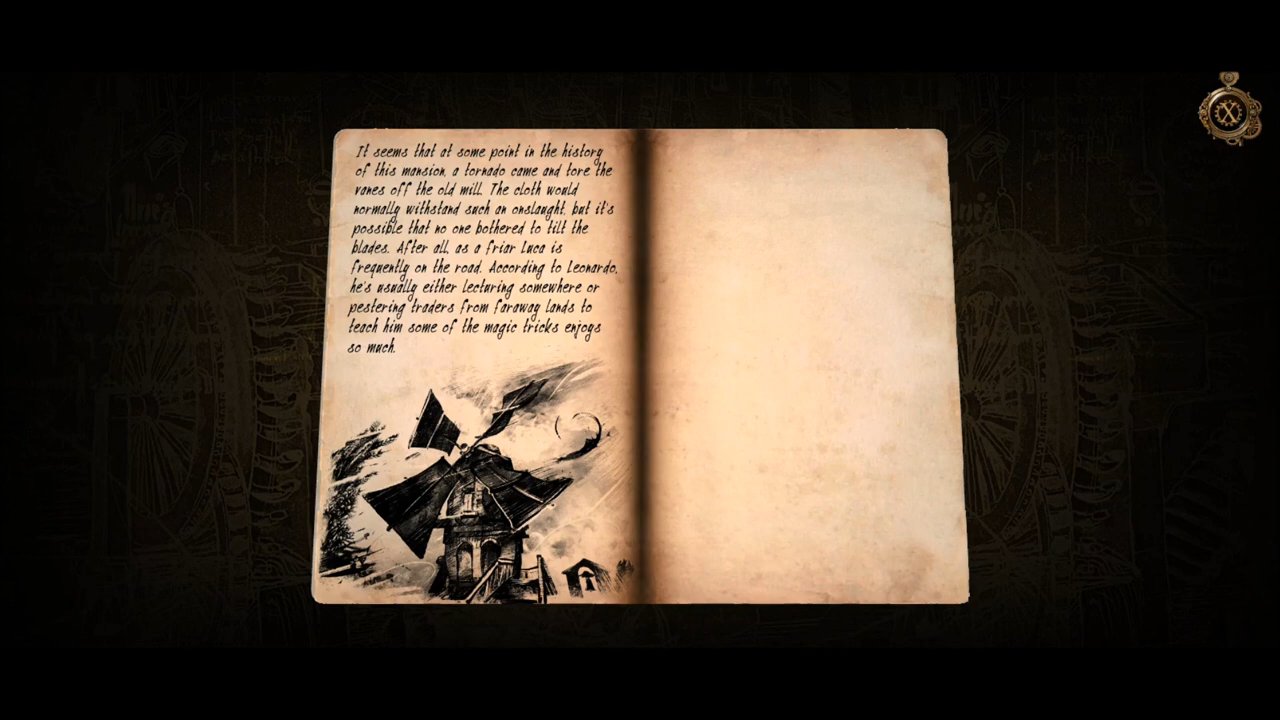 It seems that at some point in the history
of this mansion, a tornado came and tore the
vanes off the old mill. The cloth would
normally withstand such an onslaught, but it's
possible that no one bothered to tilt the
blades. After all, as a friar Luca is
frequently on the road. According to Leonardo,
he's usually either lecturing somewhere or
pestering traders from faraway lands to
teach him some of the magic tricks enjoys
so much.
X